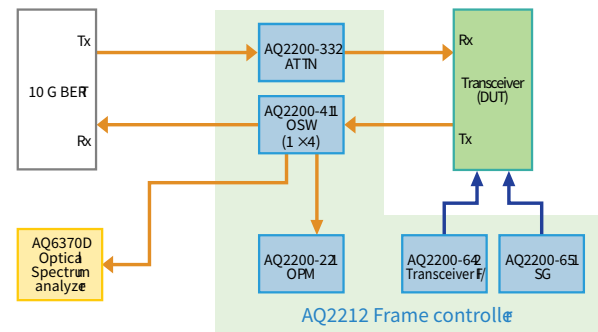 Tx
10 G BERT
Rx
AQ2200-332
ATTN
AQ2200-411
OSW
(1 ×4)
Rx
Transceiver
(DUT)
Tx
AQ6370D
Optical
Spectrum
analyzer
AQ2200-221
OPM
AQ2200-642
Transceiver I/F
AQ2200-651
SG
AQ2212 Frame controller